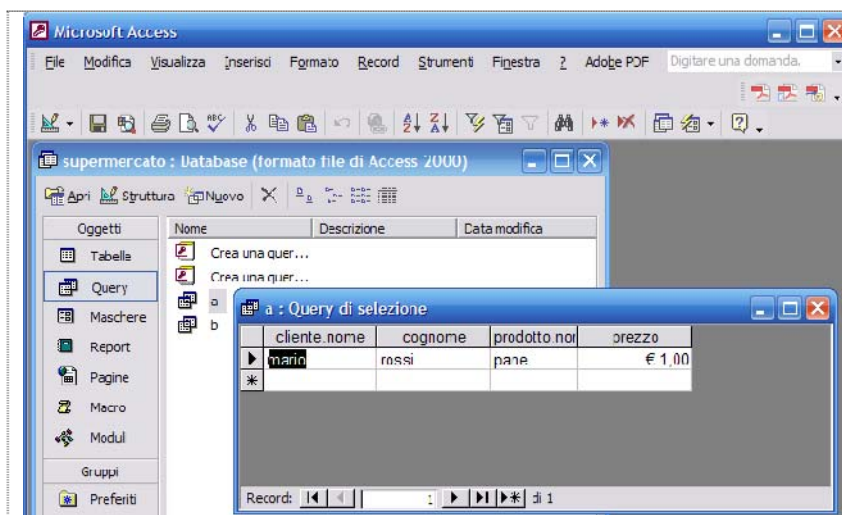 Microsoft Access
File Modifica Visualizza Inserisci Formato Record Strumenti Finestra ? Adobe PDF Digitare una domanda.
supermercato : Database (formato file di Access 2000)
Apri Struttura Nuovo
Oggetti
Tabelle
Query
Maschere
Report
Pagine
Macro
Modul
Gruppi
Preferiti
Nome Descrizione Data modifica
Crea una quer...
Crea una quer...
a
b
a : Query di selezione
cliente.nome cognome prodotto.nor prezzo
mario rossi pane € 1,00
Record: 1 di 1